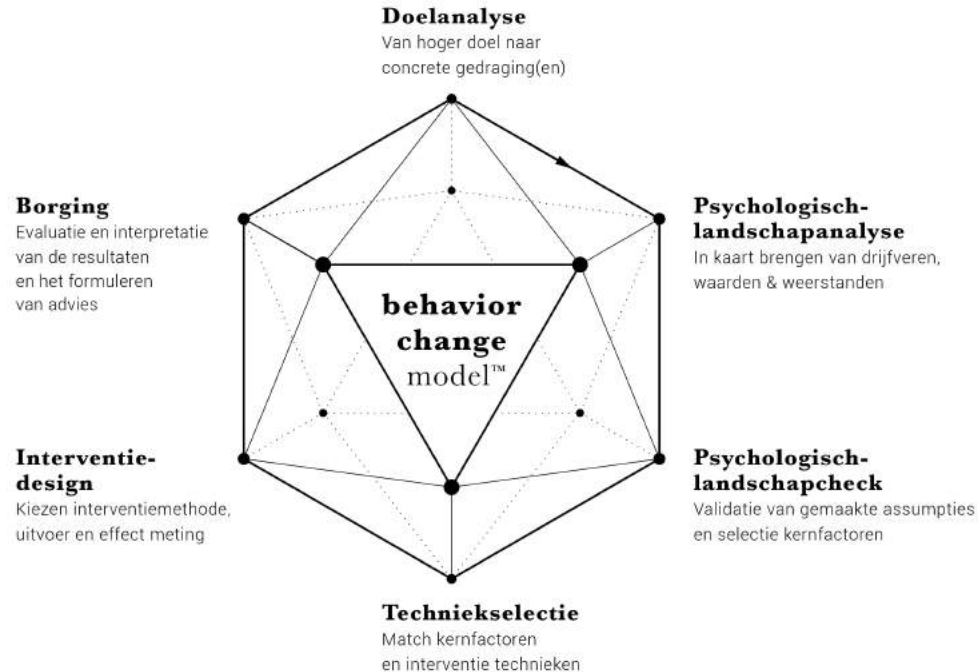 Doelanalyse
Van hoger doel naar
concrete gedraging(en)
Psychologisch-
landschapanalyse
In kaart brengen van drijfveren,
waarden & weerstanden
Psychologisch-
landschapcheck
Validatie van gemaakte assumpties
en selectie kernfactoren
Techniekselectie
Match kernfactoren
en interventie technieken
Interventie-
design
Kiezen interventiemethode,
uitvoer en effect meting
Borging
Evaluatie en interpretatie
van de resultaten
en het formuleren
van advies
behavior
change
model™